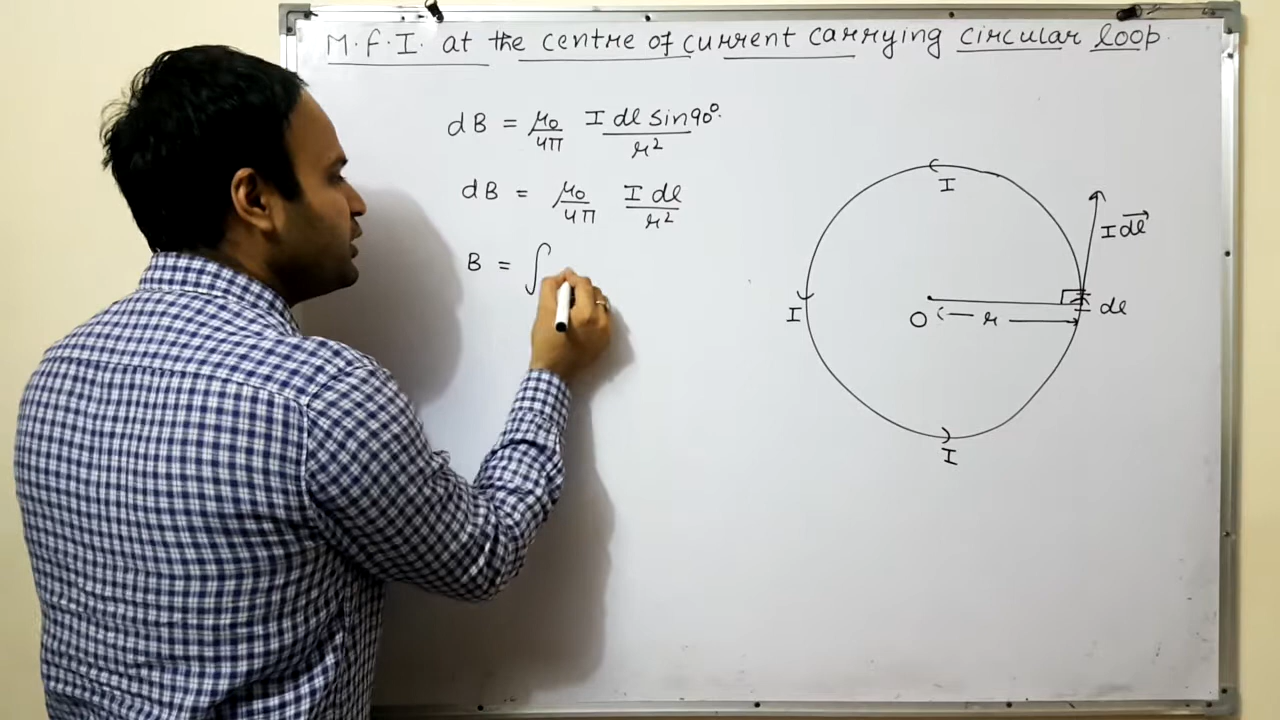 M.f.I. at the centre of current carrying circular loop.
dB = μ₀/4π I dl sin90°/r²
dB = μ₀/4π I dl/r²
B = ∫
I
I dl⃗
I
O
r
dl
I